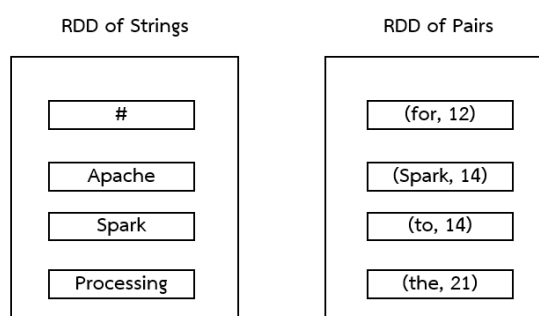 RDD of Strings
#
Apache
Spark
Processing
RDD of Pairs
(for, 12)
(Spark, 14)
(to, 14)
(the, 21)